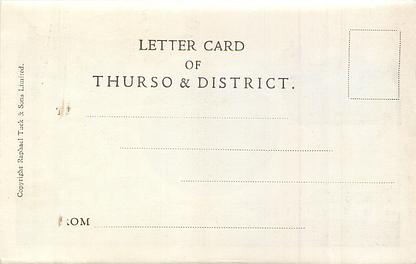 LETTER CARD
OF
THURSO & DISTRICT.
Copyright Raphael Tuck & Sons Limited.